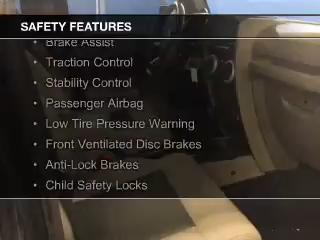 SAFETY FEATURES
• Brake Assist
• Traction Control
• Stability Control
• Passenger Airbag
• Low Tire Pressure Warning
• Front Ventilated Disc Brakes
• Anti-Lock Brakes
• Child Safety Locks